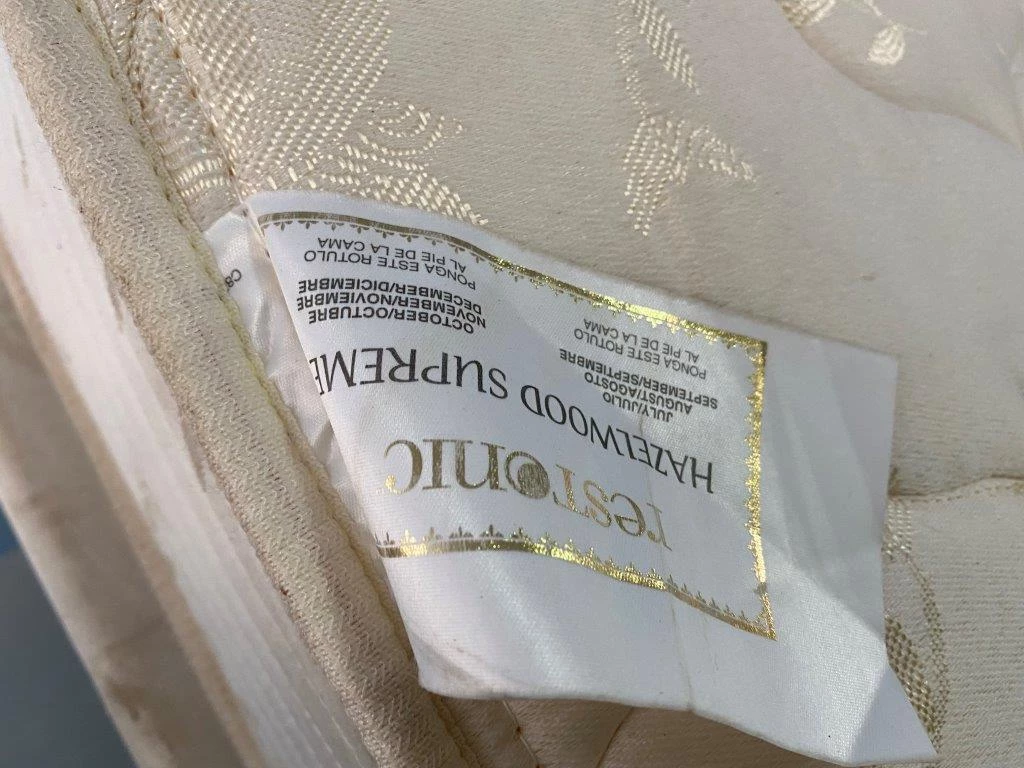 restonic
HAZELWOOD SUPREME
JULY/JULIO
AUGUST/AGOSTO
SEPTEMBER/SEPTIEMBRE
PONGA ESTE ROTULO
AL PIE DE LA CAMA
OCTOBER/OCTUBRE
NOVEMBER/NOVIEMBRE
DECEMBER/DICIEMBRE
PONGA ESTE ROTULO
AL PIE DE LA CAMA